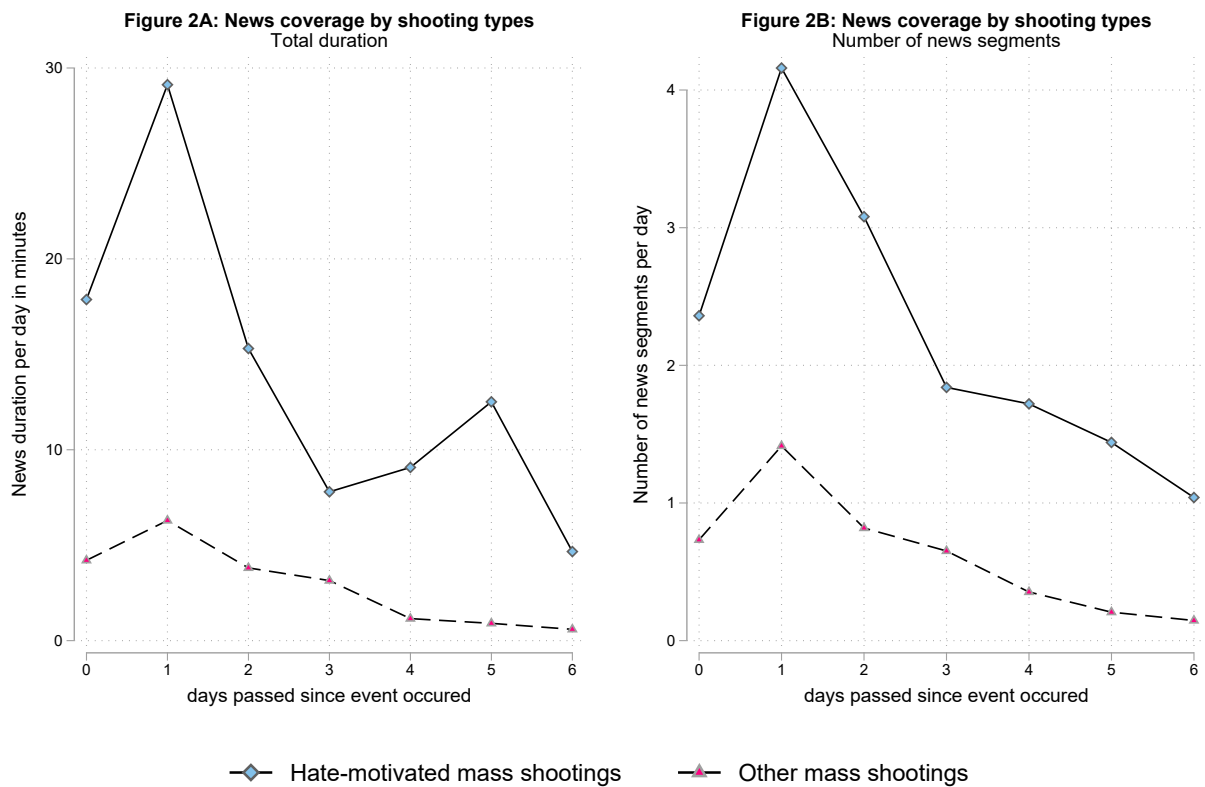 Figure 2A: News coverage by shooting types
Total duration
30
20
10
0
News duration per day in minutes
0 1 2 3 4 5 6
days passed since event occured
Figure 2B: News coverage by shooting types
Number of news segments
4
3
2
1
0
Number of news segments per day
0 1 2 3 4 5 6
days passed since event occured
Hate-motivated mass shootings
Other mass shootings